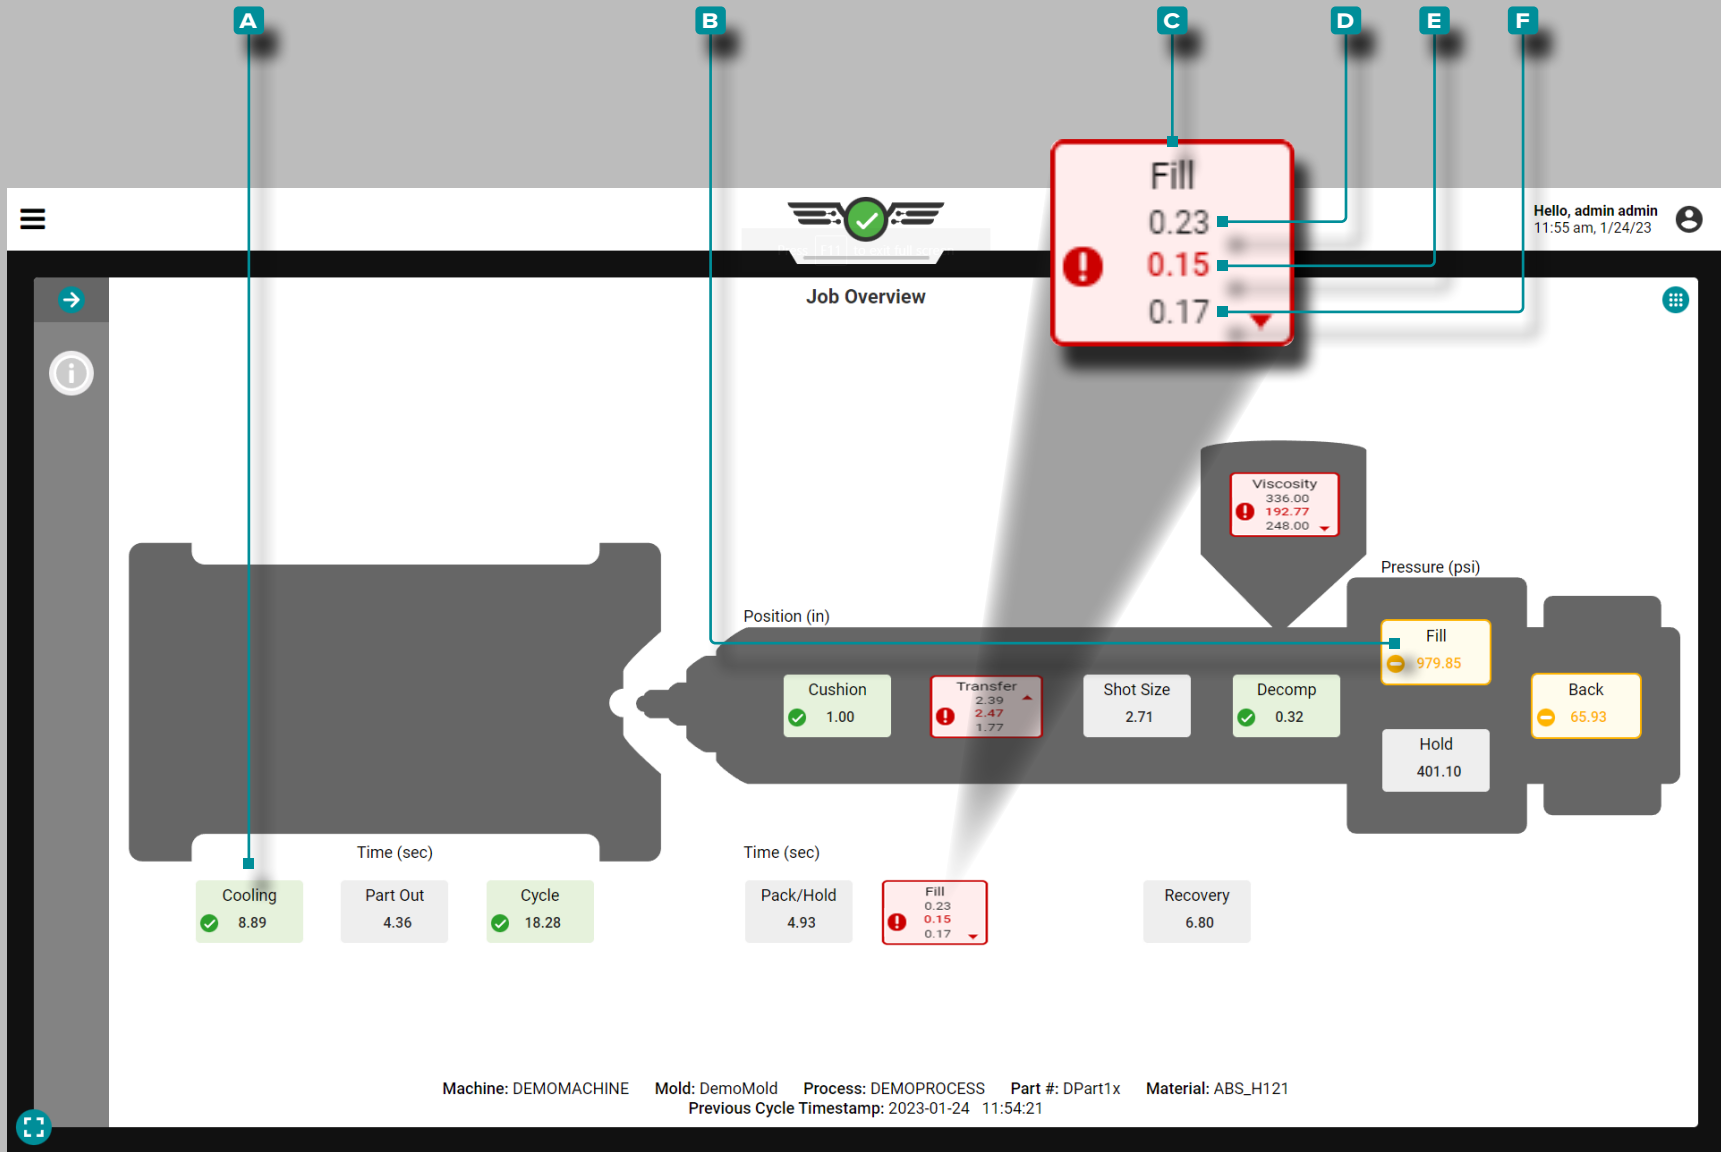 A
B
C
D
E
F
Fill
0.23
0.15
0.17
Hello, admin admin
11:55 am, 1/24/23
Job Overview
Viscosity
336.00
192.77
248.00
Pressure (psi)
Position (in)
Fill
979.85
Cushion
1.00
Transfer
2.39
2.47
1.77
Shot Size
2.71
Decomp
0.32
Back
65.93
Hold
401.10
Time (sec)
Time (sec)
Cooling
8.89
Part Out
4.36
Cycle
18.28
Pack/Hold
4.93
Fill
0.23
0.15
0.17
Recovery
6.80
Machine: DEMOMACHINE Mold: DemoMold Process: DEMOPROCESS Part #: DPart1x Material: ABS_H121
Previous Cycle Timestamp: 2023-01-24 11:54:21